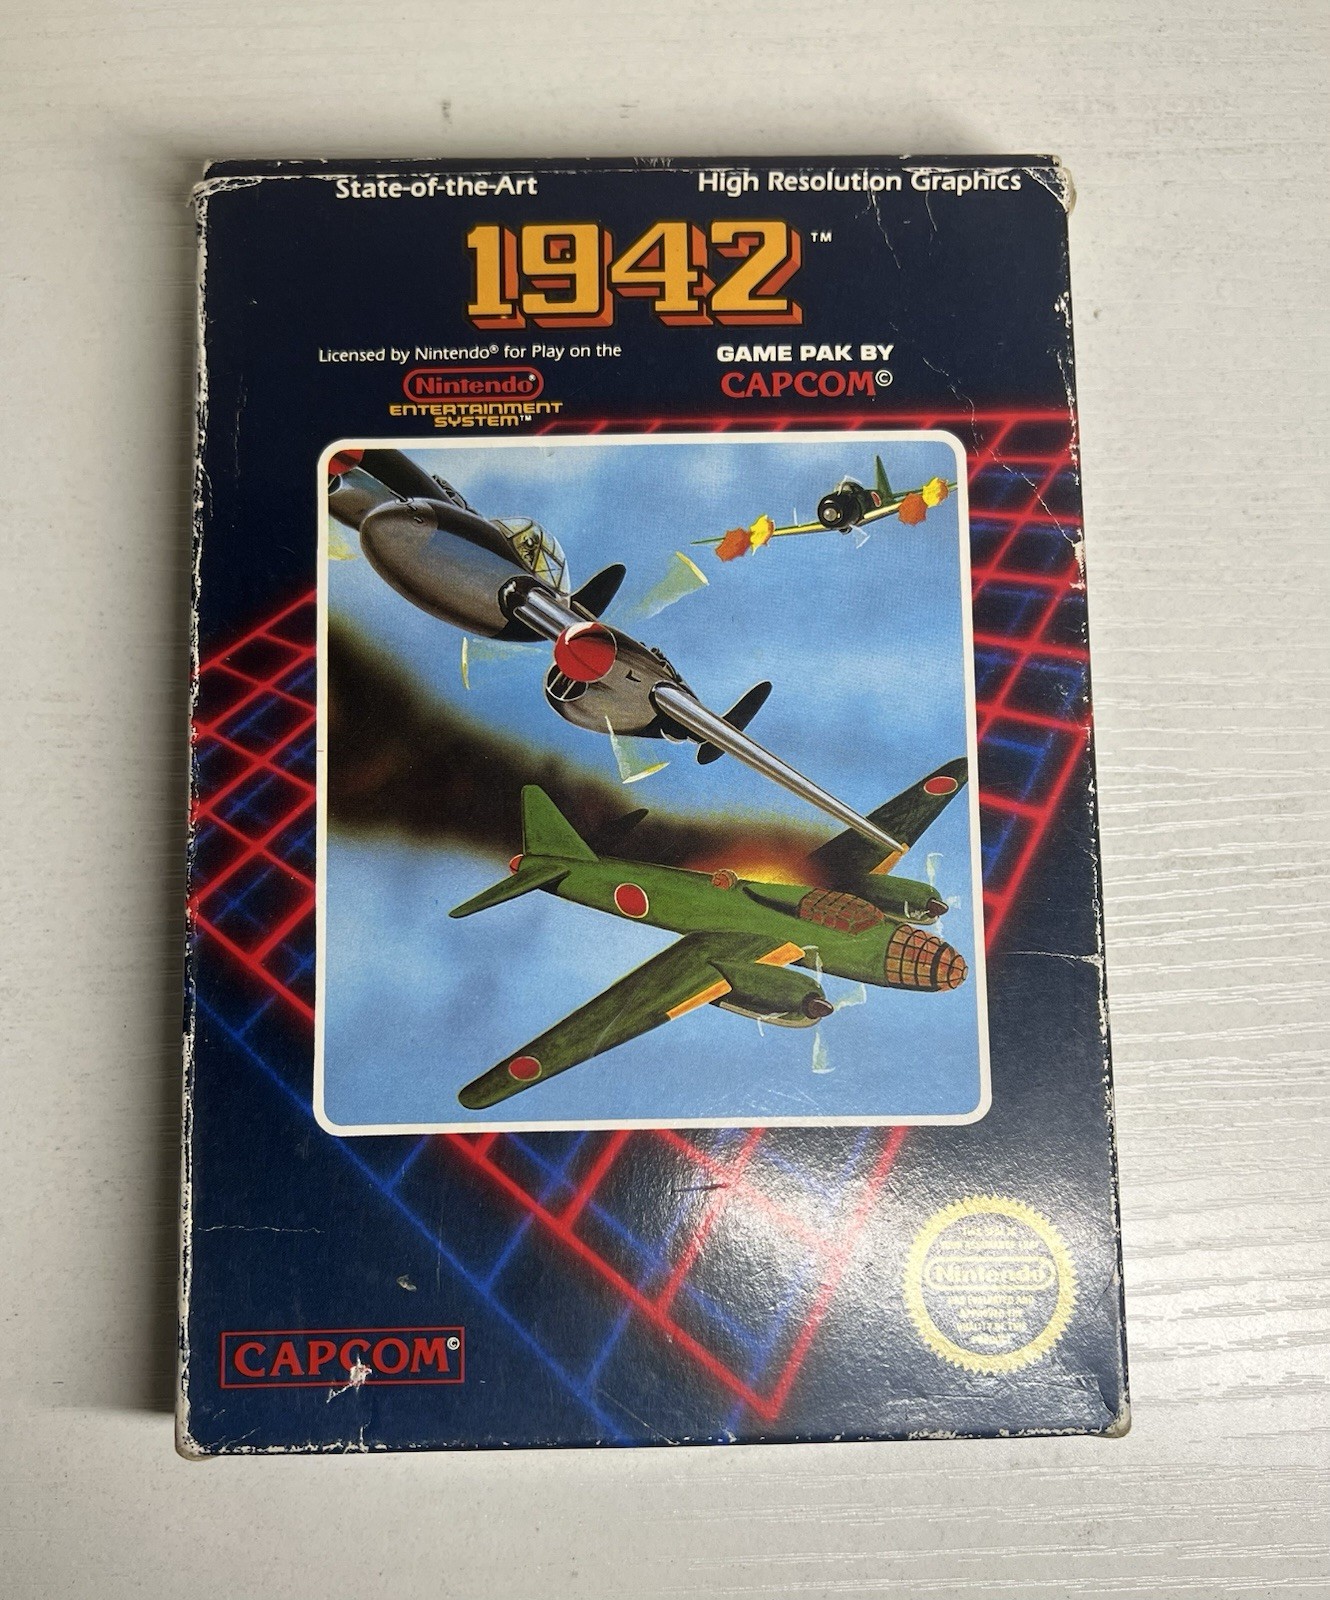 State-of-the-Art High Resolution Graphics
1942™
Licensed by Nintendo® for Play on the
Nintendo®
ENTERTAINMENT
SYSTEM™
GAME PAK BY
CAPCOM©
Nintendo
CAPCOM©